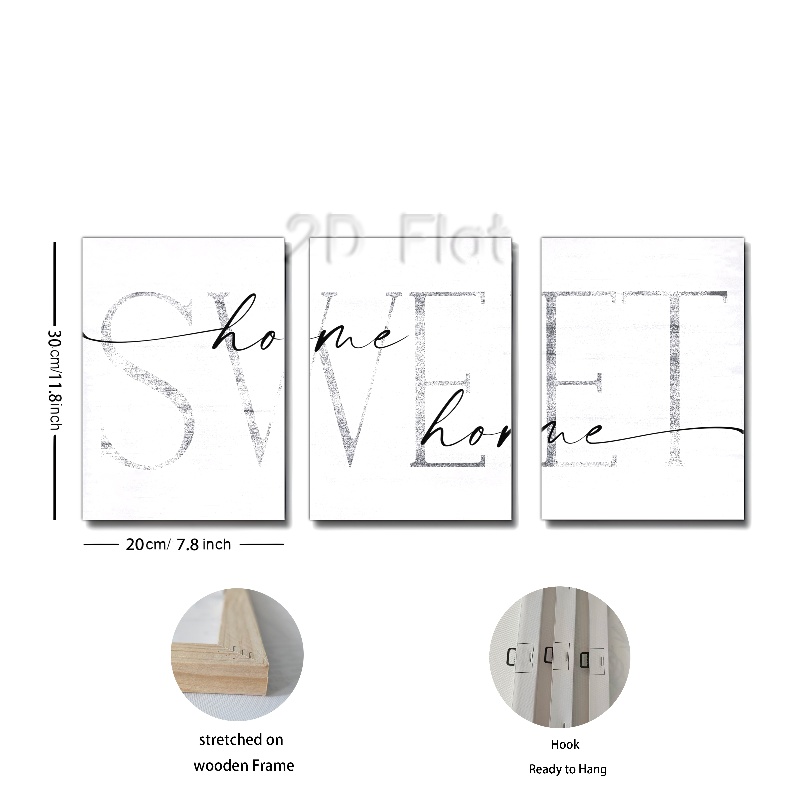 2D Flat
home
SWEET
home
30cm/11.8inch
20cm/ 7.8 inch
stretched on
wooden Frame
Hook
Ready to Hang